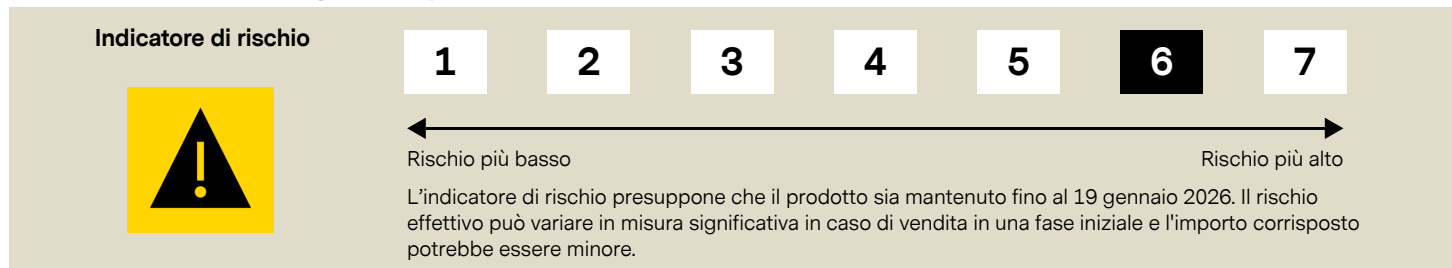 Indicatore di rischio
1 2 3 4 5 6 7
Rischio più basso Rischio più alto
L’indicatore di rischio presuppone che il prodotto sia mantenuto fino al 19 gennaio 2026. Il rischio
effettivo può variare in misura significativa in caso di vendita in una fase iniziale e l'importo corrisposto
potrebbe essere minore.